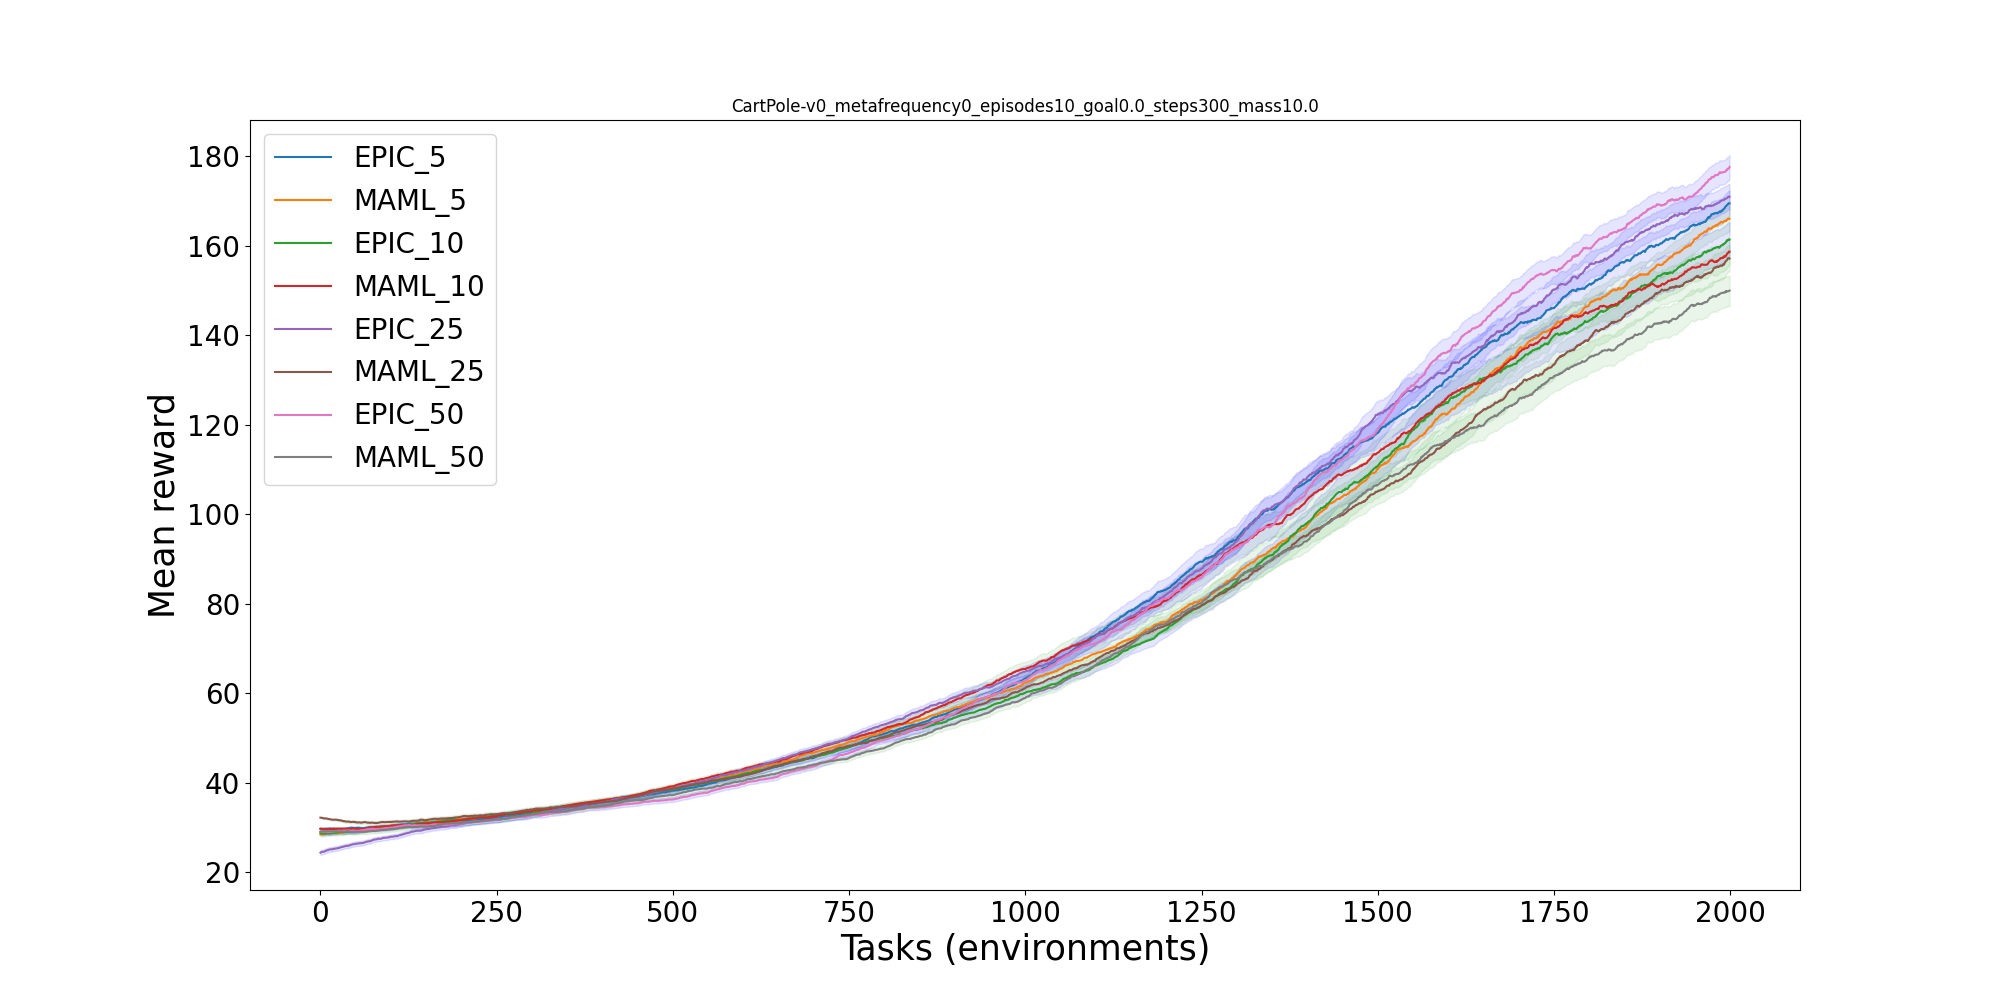 CartPole-v0_metafrequency0_episodes10_goal0.0_steps300_mass10.0
EPIC_5
MAML_5
EPIC_10
MAML_10
EPIC_25
MAML_25
EPIC_50
MAML_50
Mean reward
180
160
140
120
100
80
60
40
20
0 250 500 750 1000 1250 1500 1750 2000
Tasks (environments)